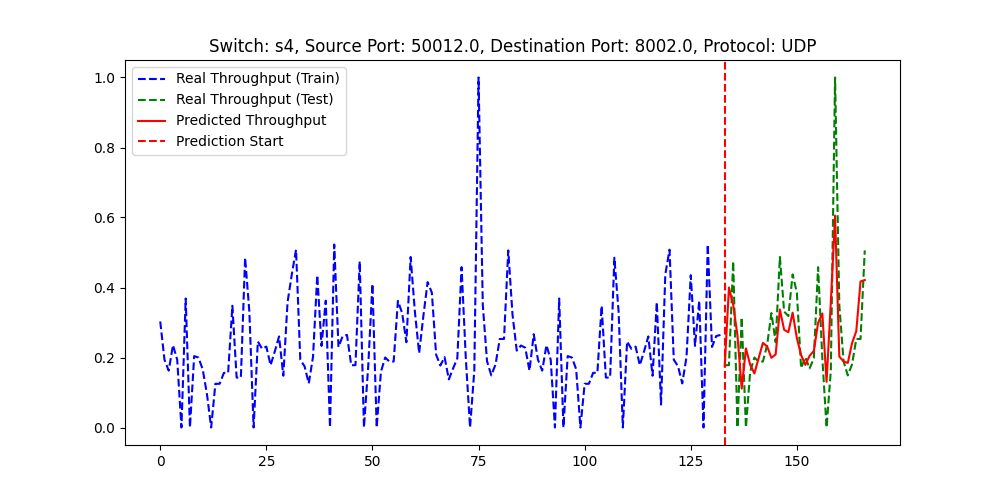 Switch: s4, Source Port: 50012.0, Destination Port: 8002.0, Protocol: UDP
Real Throughput (Train)
Real Throughput (Test)
Predicted Throughput
Prediction Start
1.0
0.8
0.6
0.4
0.2
0.0
0 25 50 75 100 125 150